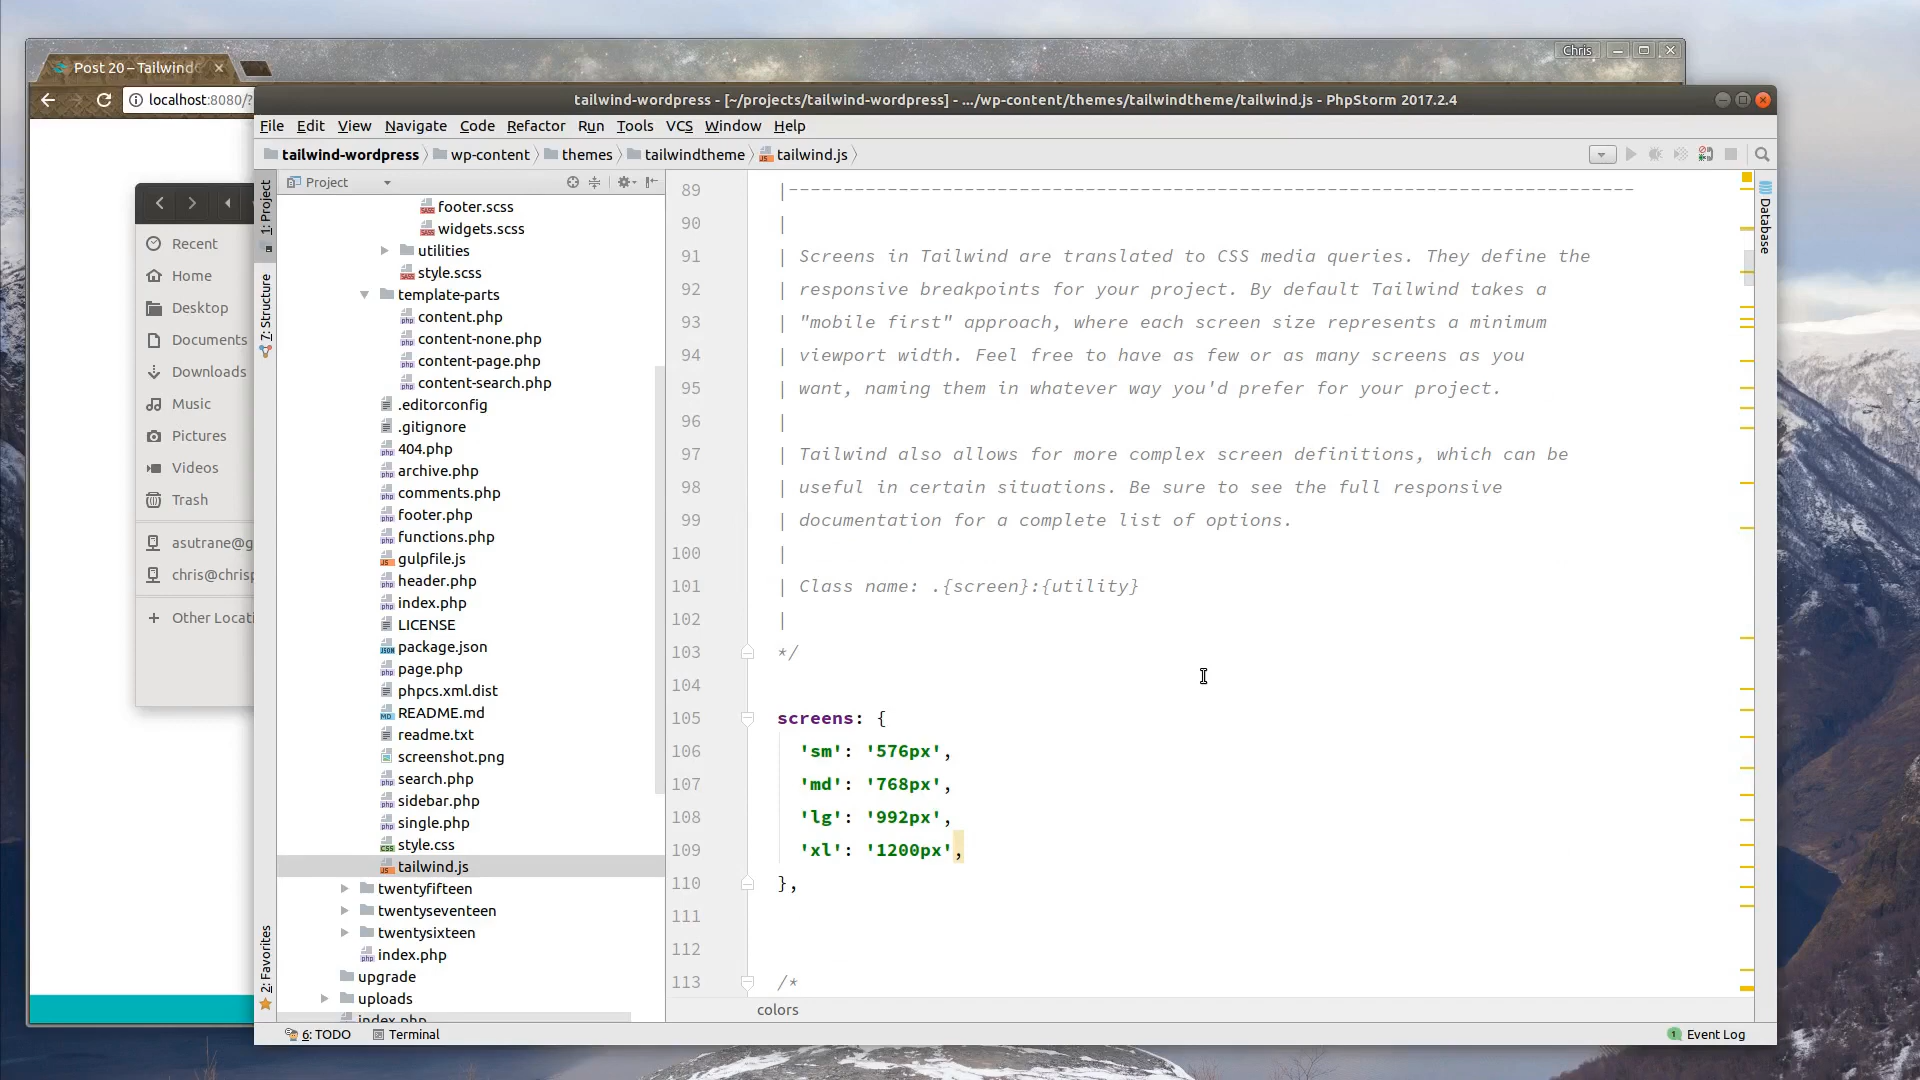 Chris
Post 20 – Tailwind
localhost:8080/?
tailwind-wordpress - [~/projects/tailwind-wordpress] - .../wp-content/themes/tailwindtheme/tailwind.js - PhpStorm 2017.2.4
File Edit View Navigate Code Refactor Run Tools VCS Window Help
tailwind-wordpress wp-content themes tailwindtheme tailwind.js
Recent
Home
Desktop
Documents
Downloads
Music
Pictures
Videos
Trash
asutrane@g
chris@chrisp
Other Locati
1: Project
7: Structure
2: Favorites
Project
footer.scss
widgets.scss
utilities
style.scss
template-parts
content.php
content-none.php
content-page.php
content-search.php
.editorconfig
.gitignore
404.php
archive.php
comments.php
footer.php
functions.php
gulpfile.js
header.php
index.php
LICENSE
package.json
page.php
phpcs.xml.dist
README.md
readme.txt
screenshot.png
search.php
sidebar.php
single.php
style.css
tailwind.js
twentyfifteen
twentyseventeen
twentysixteen
index.php
upgrade
uploads
index.php
89 |-----------------------------------------------------------------------------
90 |
91 | Screens in Tailwind are translated to CSS media queries. They define the
92 | responsive breakpoints for your project. By default Tailwind takes a
93 | "mobile first" approach, where each screen size represents a minimum
94 | viewport width. Feel free to have as few or as many screens as you
95 | want, naming them in whatever way you'd prefer for your project.
96 |
97 | Tailwind also allows for more complex screen definitions, which can be
98 | useful in certain situations. Be sure to see the full responsive
99 | documentation for a complete list of options.
100 |
101 | Class name: .{screen}:{utility}
102 |
103 */
104
105 screens: {
106 'sm': '576px',
107 'md': '768px',
108 'lg': '992px',
109 'xl': '1200px',
110 },
111
112
113 /*
colors
Database
6: TODO Terminal
1 Event Log